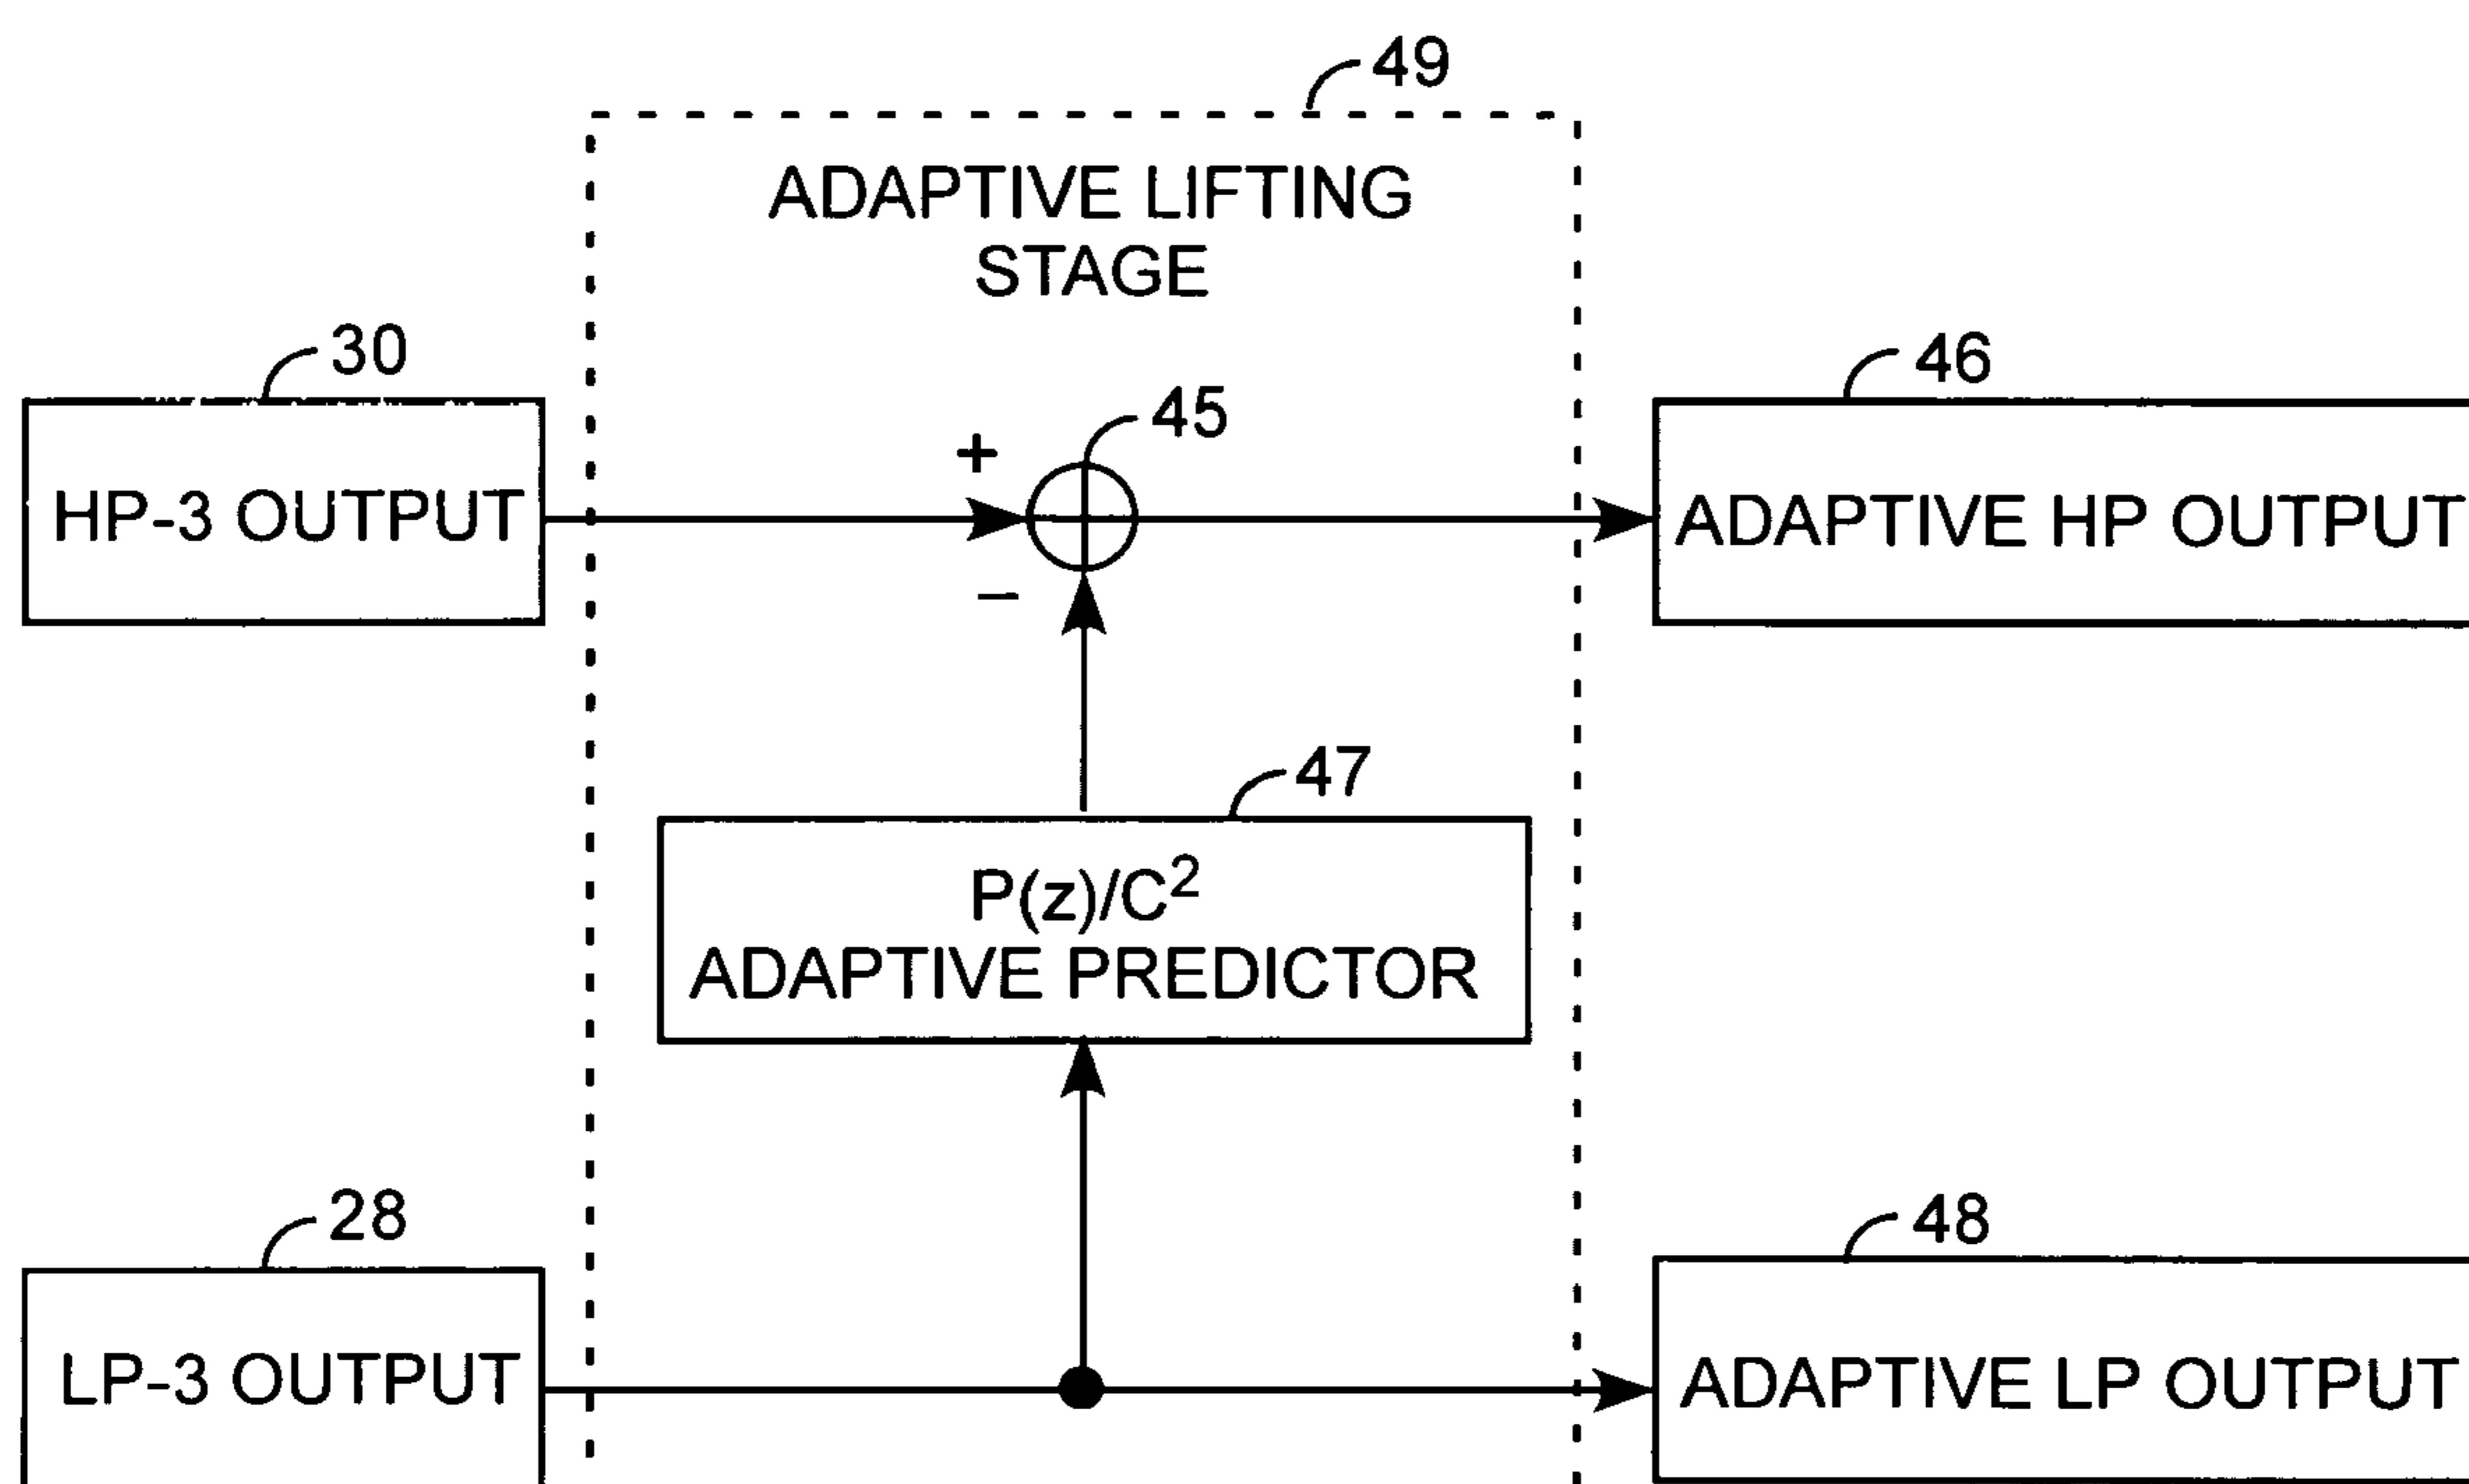 49
ADAPTIVE LIFTING
STAGE
30
46
45
+
HP-3 OUTPUT
ADAPTIVE HP OUTPUT
−
47
P(z)/C²
ADAPTIVE PREDICTOR
28
48
LP-3 OUTPUT
ADAPTIVE LP OUTPUT